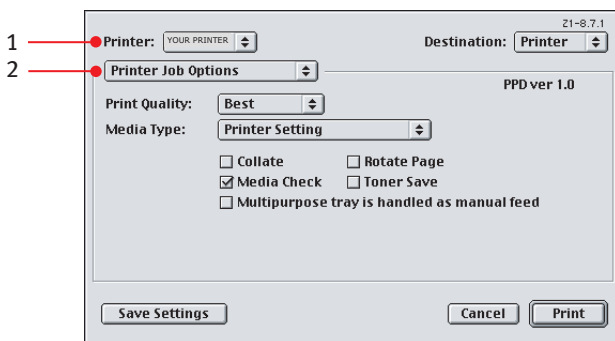 Z1-8.7.1
1 Printer: YOUR PRINTER Destination: Printer
2 Printer Job Options
PPD ver 1.0
Print Quality: Best
Media Type: Printer Setting
Collate Rotate Page
Media Check Toner Save
Multipurpose tray is handled as manual feed
Save Settings Cancel Print